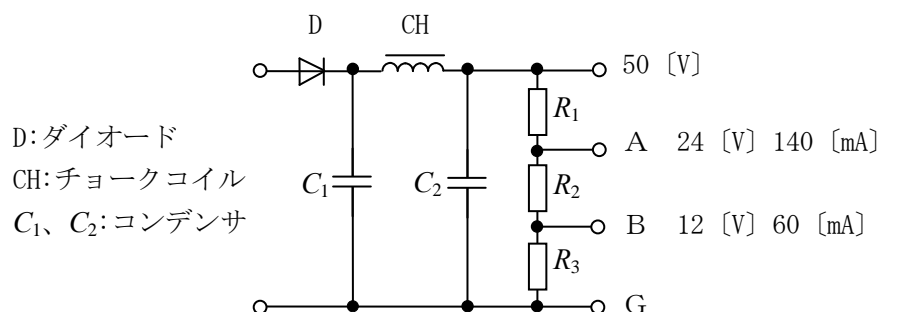 D
CH
50 〔V〕
R1
D:ダイオード
A 24 〔V〕 140 〔mA〕
CH:チョークコイル
C1
C2
R2
C1、C2:コンデンサ
B 12 〔V〕 60 〔mA〕
R3
G